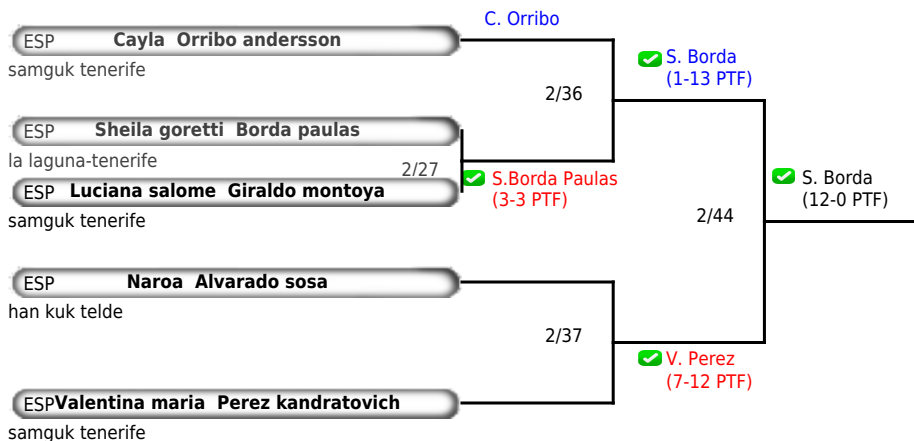 C. Orribo
ESP Cayla Orribo andersson
samguk tenerife
S. Borda
(1-13 PTF)
2/36
ESP Sheila goretti Borda paulas
la laguna-tenerife
2/27
S.Borda Paulas
(3-3 PTF)
ESP Luciana salome Giraldo montoya
samguk tenerife
S. Borda
(12-0 PTF)
2/44
ESP Naroa Alvarado sosa
han kuk telde
2/37
V. Perez
(7-12 PTF)
ESP Valentina maria Perez kandratovich
samguk tenerife